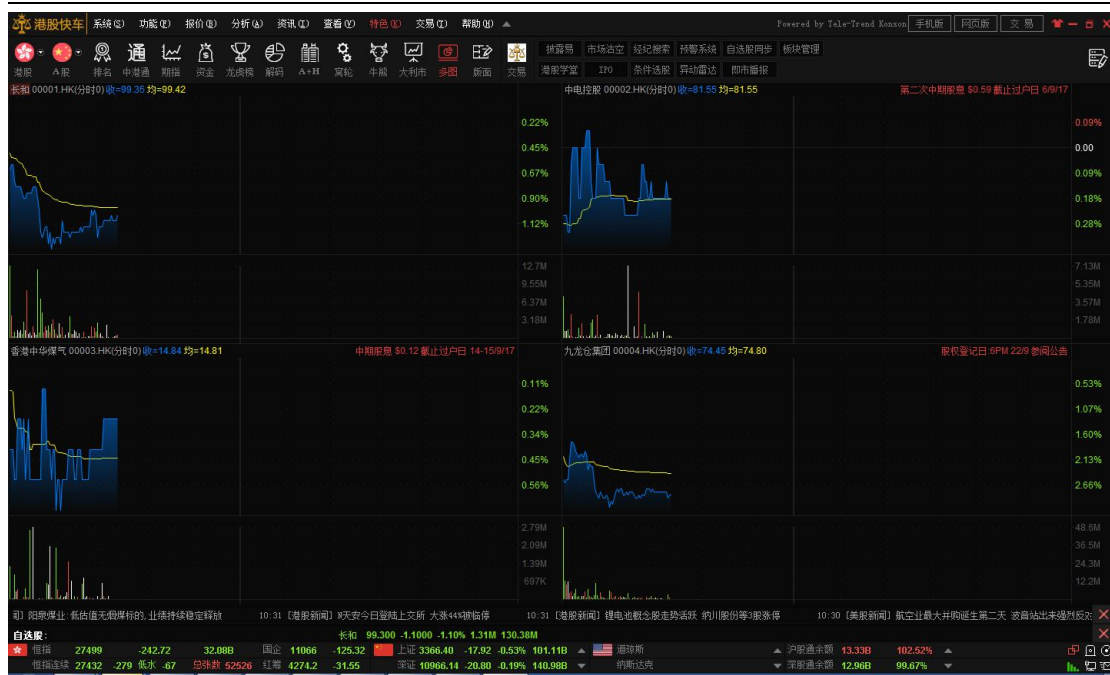 港股快车 系统(S) 功能(F) 报价(Q) 分析(A) 资讯(I) 查看(V) 特色(E) 交易(T) 帮助(H) Powered by Tele-Trend Konson 手机版 网页版 交 易
披露易 市场沽空 经纪搜索 预警系统 自选股同步 板块管理
港股 A股 排名 中港通 期指 资金 龙虎榜 解码 A+H 窝轮 牛熊 大利市 多图 版面 交易 港股学堂 IPO 条件选股 异动雷达 即市播报
长和 00001.HK(分时0) 收=99.35 均=99.42
0.22%
0.45%
0.67%
0.90%
1.12%
12.7M
9.55M
6.37M
3.18M
中电控股 00002.HK(分时0) 收=81.55 均=81.55 第二次中期股息 $0.59 截止过户日 6/9/17
0.09%
0.00
0.09%
0.18%
0.28%
7.13M
5.35M
3.57M
1.78M
香港中华煤气 00003.HK(分时0) 收=14.84 均=14.81 中期股息 $0.12 截止过户日 14-15/9/17
0.11%
0.22%
0.34%
0.45%
0.56%
2.79M
2.09M
1.39M
697K
九龙仓集团 00004.HK(分时0) 收=74.45 均=74.80 股权登记日:6PM 22/9 参阅公告
0.53%
1.07%
1.60%
2.13%
2.66%
48.6M
36.5M
24.3M
12.2M
司] 阳泉煤业: 低估值无烟煤标的, 业绩持续稳定释放 10:31 [港股新闻] N天安今日登陆上交所 大涨44%被临停 10:31 [港股新闻] 锂电池概念股走势活跃 纳川股份等3股涨停 10:30 [美股新闻] 航空业最大并购诞生第二天 波音站出来强烈反
自选股: 长和 99.300 -1.1000 -1.10% 1.31M 130.38M
恒指 27499 -242.72 32.08B 国企 11066 -125.32 上证 3366.40 -17.92 -0.53% 101.11B 道琼斯 沪股通余额 13.33B 102.52%
恒指连续 27432 -279 低水 -67 总张数 52526 红筹 4274.2 -31.55 深证 10966.14 -20.80 -0.19% 140.98B 纳斯达克 深股通余额 12.96B 99.67%